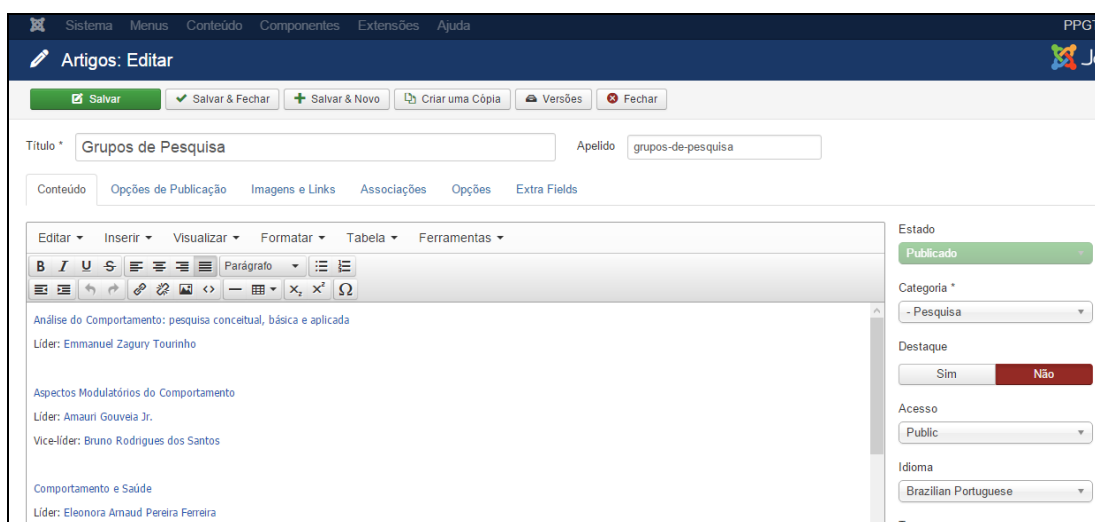 Sistema Menus Conteúdo Componentes Extensões Ajuda PPGT
Artigos: Editar
Salvar Salvar & Fechar Salvar & Novo Criar uma Cópia Versões Fechar
Título * Grupos de Pesquisa Apelido grupos-de-pesquisa
Conteúdo Opções de Publicação Imagens e Links Associações Opções Extra Fields
Editar Inserir Visualizar Formatar Tabela Ferramentas
B I U S Parágrafo
X₂ X² Ω
Análise do Comportamento: pesquisa conceitual, básica e aplicada
Líder: Emmanuel Zagury Tourinho
Aspectos Modulatórios do Comportamento
Líder: Amauri Gouveia Jr.
Vice-líder: Bruno Rodrigues dos Santos
Comportamento e Saúde
Líder: Eleonora Arnaud Pereira Ferreira
Estado
Publicado
Categoria *
- Pesquisa
Destaque
Sim Não
Acesso
Public
Idioma
Brazilian Portuguese